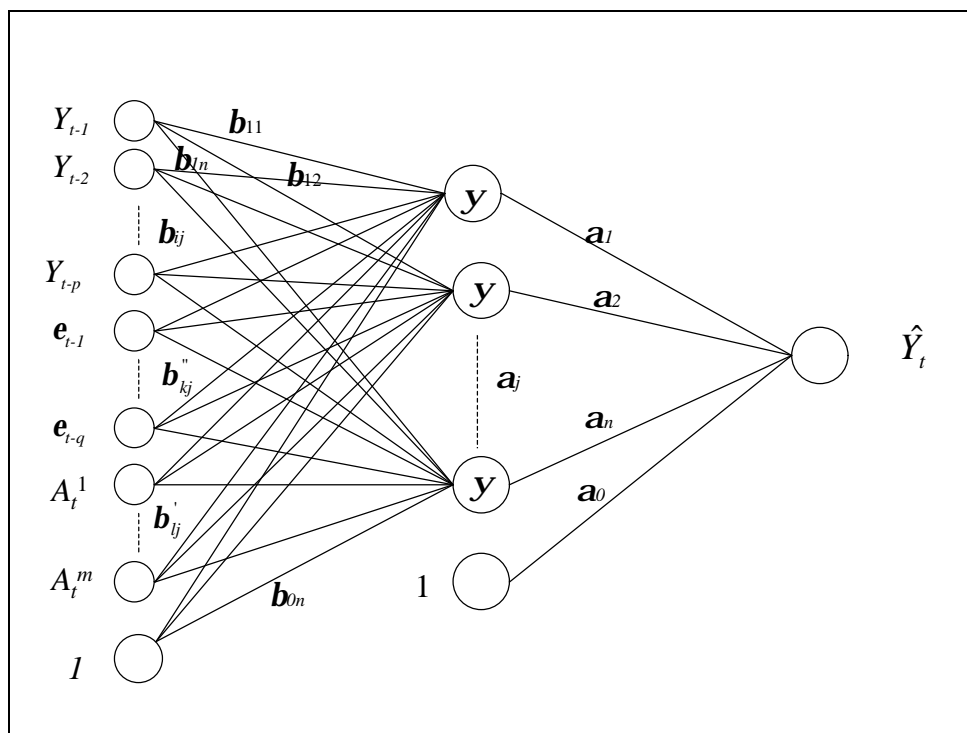 Y_{t-1}
b_{11}
Y_{t-2}
b_{1n}
b_{12}
y
b_{ij}
a_1
Y_{t-p}
y
a_2
e_{t-1}
Ŷ_t
b''_{kj}
a_j
e_{t-q}
a_n
A_t^1
y
a_0
b'_{lj}
A_t^m
1
b_{0n}
1